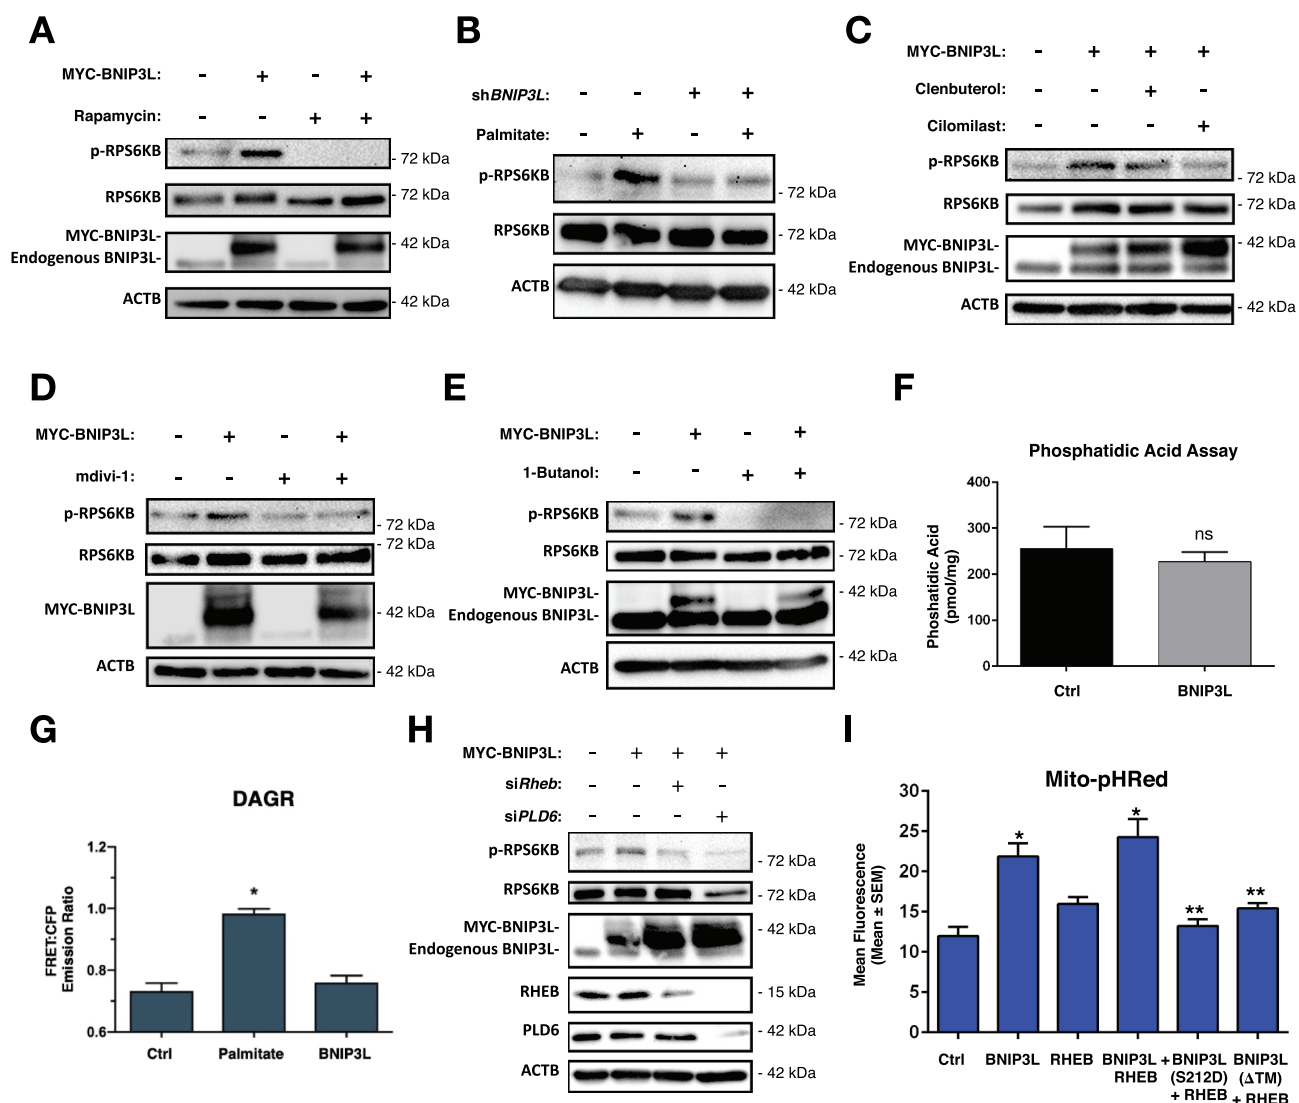 A
MYC-BNIP3L: - + - +
Rapamycin: - - + +
p-RPS6KB
- 72 kDa
RPS6KB
- 72 kDa
MYC-BNIP3L-
- 42 kDa
Endogenous BNIP3L-
ACTB
- 42 kDa
B
shBNIP3L: - - + +
Palmitate: - + - +
p-RPS6KB
- 72 kDa
RPS6KB
- 72 kDa
ACTB
- 42 kDa
C
MYC-BNIP3L: - + + +
Clenbuterol: - - + -
Cilomilast: - - - +
p-RPS6KB
- 72 kDa
RPS6KB
- 72 kDa
MYC-BNIP3L-
- 42 kDa
Endogenous BNIP3L-
ACTB
- 42 kDa
D
MYC-BNIP3L: - + - +
mdivi-1: - - + +
p-RPS6KB
- 72 kDa
- 72 kDa
RPS6KB
MYC-BNIP3L
- 42 kDa
ACTB
- 42 kDa
E
MYC-BNIP3L: - + - +
1-Butanol: - - + +
p-RPS6KB
- 72 kDa
RPS6KB
- 72 kDa
MYC-BNIP3L-
- 42 kDa
Endogenous BNIP3L-
- 42 kDa
ACTB
F
Phosphatidic Acid Assay
Phoshatidic Acid
(pmol/mg)
400
300
200
100
0
ns
Ctrl BNIP3L
G
DAGR
FRET:CFP
Emission Ratio
1.2
1.0
0.8
0.6
*
Ctrl Palmitate BNIP3L
H
MYC-BNIP3L: - + + +
siRheb: - - + -
siPLD6: - - - +
p-RPS6KB
- 72 kDa
RPS6KB
- 72 kDa
MYC-BNIP3L-
- 42 kDa
Endogenous BNIP3L-
RHEB
- 15 kDa
PLD6
- 42 kDa
ACTB
- 42 kDa
I
Mito-pHRed
Mean Fluorescence
(Mean ± SEM)
30
25
20
15
10
5
0
* * ** **
Ctrl BNIP3L RHEB BNIP3L + BNIP3L BNIP3L
RHEB (S212D) (ΔTM)
+ RHEB + RHEB